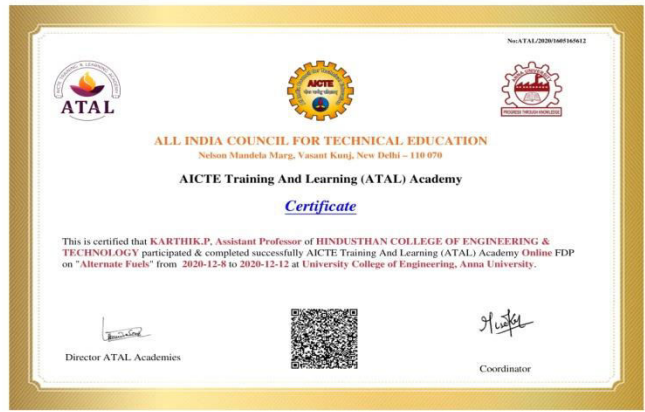 No:ATAL/2020/1605165612
ATAL
AICTE
ANNA UNIVERSITY
PROGRESS THROUGH KNOWLEDGE
ALL INDIA COUNCIL FOR TECHNICAL EDUCATION
Nelson Mandela Marg, Vasant Kunj, New Delhi – 110 070
AICTE Training And Learning (ATAL) Academy
Certificate
This is certified that KARTHIK.P, Assistant Professor of HINDUSTHAN COLLEGE OF ENGINEERING &
TECHNOLOGY participated & completed successfully AICTE Training And Learning (ATAL) Academy Online FDP
on "Alternate Fuels" from 2020-12-8 to 2020-12-12 at University College of Engineering, Anna University.
Director ATAL Academies
Coordinator